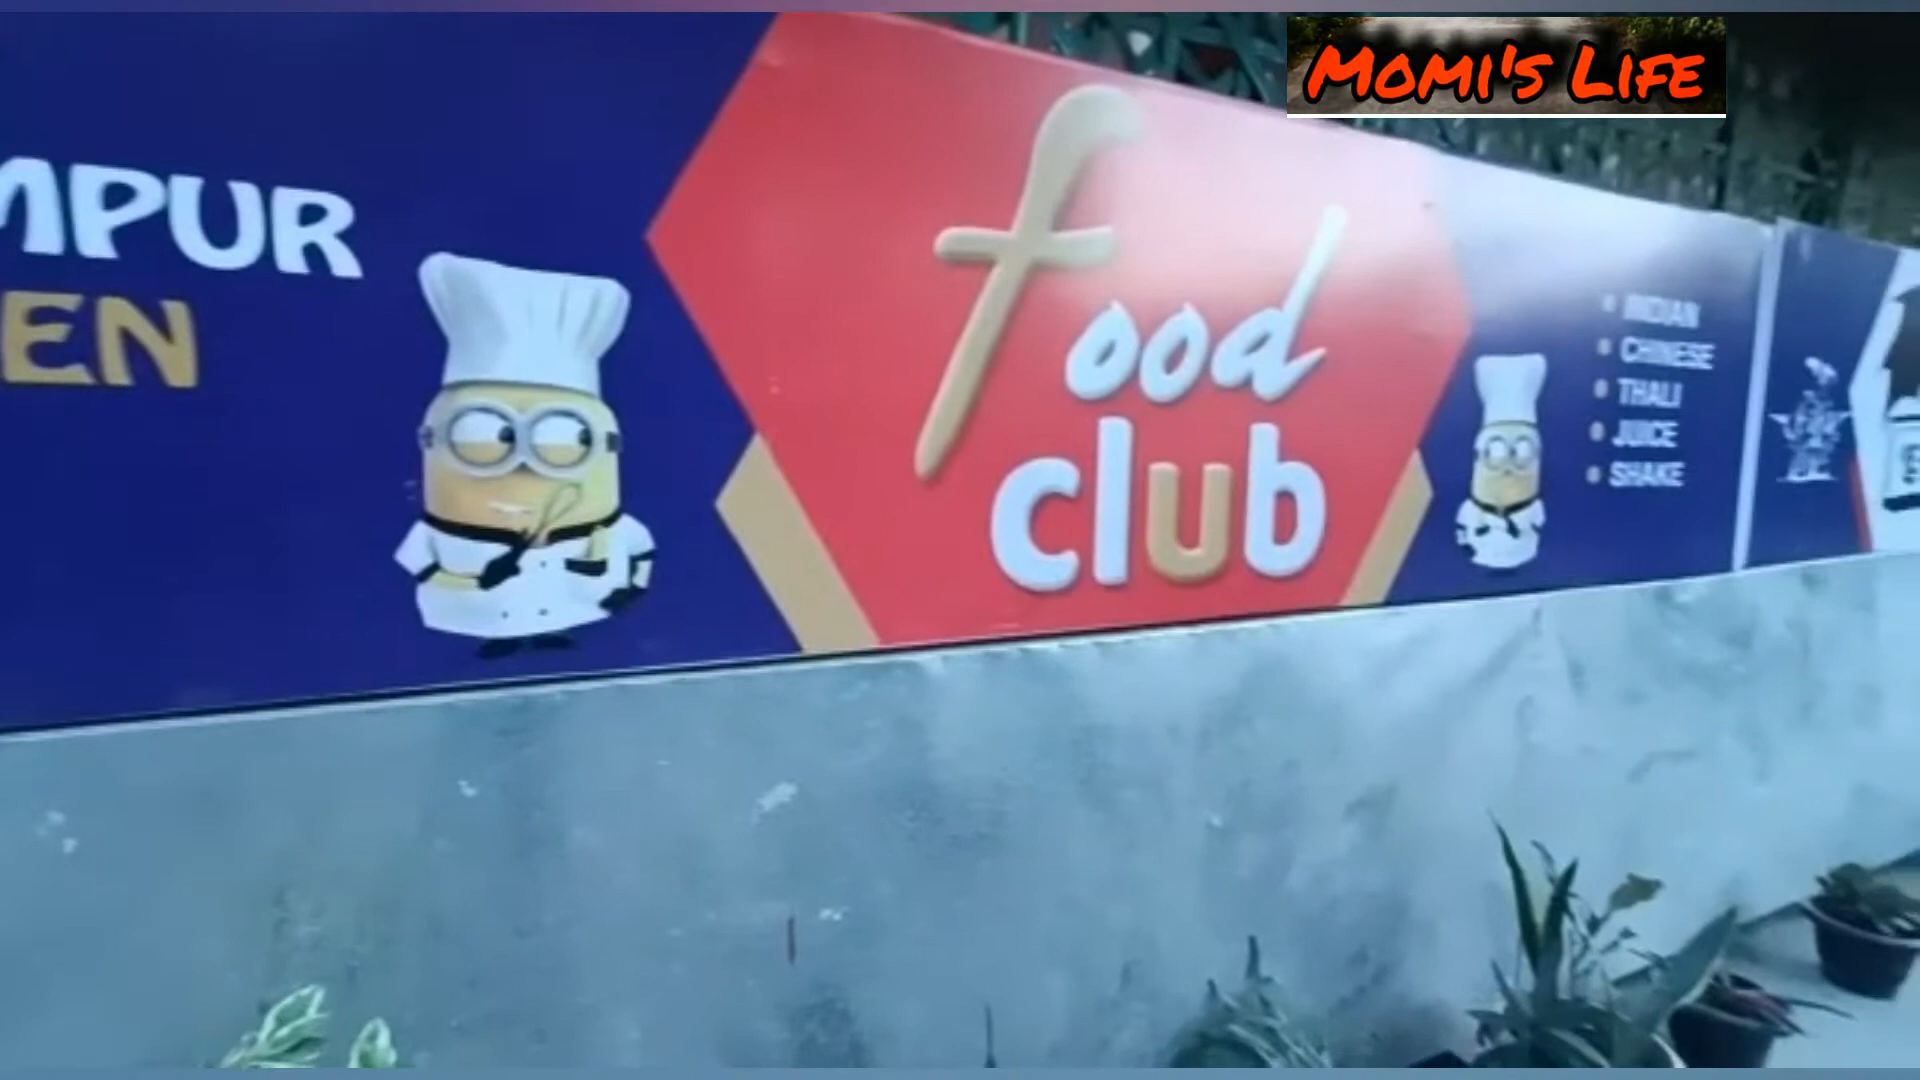 MOMI'S LIFE
MPUR
EN
food
club
INDIAN
CHINESE
THALI
JUICE
SHAKE